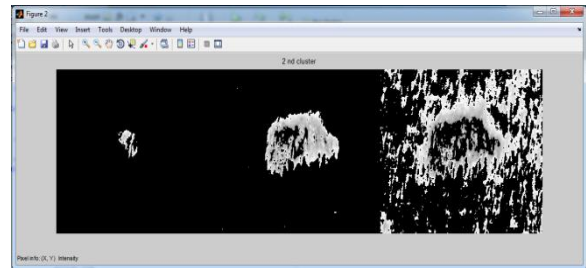 Figure 2
File Edit View Insert Tools Desktop Window Help
2 nd cluster
Pixel info: (X, Y) Intensity